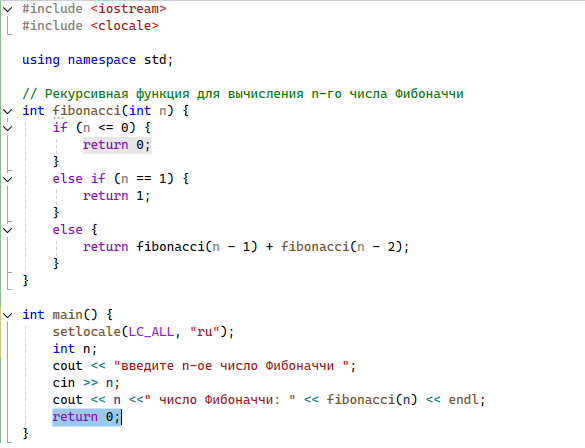 #include <iostream>
#include <clocale>
using namespace std;
// Рекурсивная функция для вычисления n-го числа Фибоначчи
int fibonacci(int n) {
if (n <= 0) {
return 0;
}
else if (n == 1) {
return 1;
}
else {
return fibonacci(n - 1) + fibonacci(n - 2);
}
}
int main() {
setlocale(LC_ALL, "ru");
int n;
cout << "введите n-ое число Фибоначчи ";
cin >> n;
cout << n <<" число Фибоначчи: " << fibonacci(n) << endl;
return 0;
}